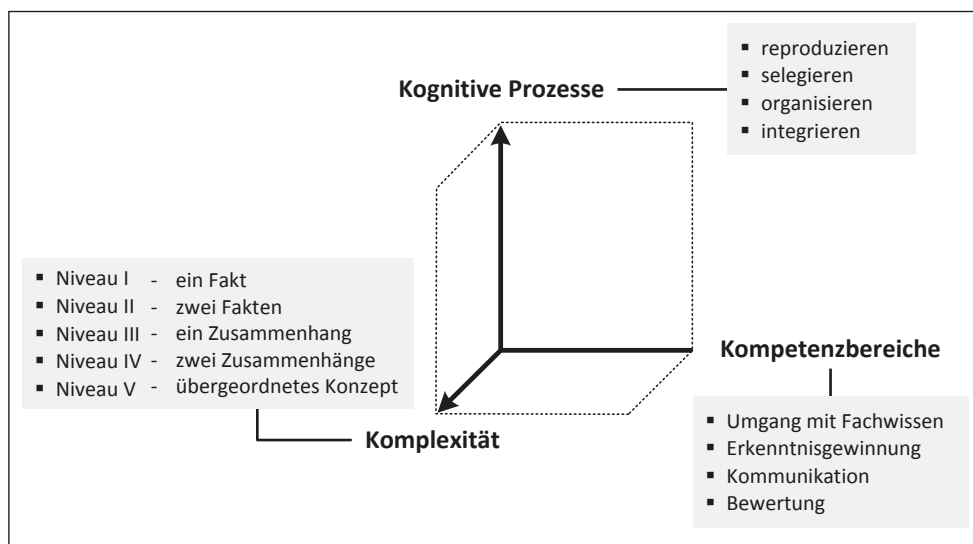 Kognitive Prozesse
▪ reproduzieren
▪ selegieren
▪ organisieren
▪ integrieren
▪ Niveau I - ein Fakt
▪ Niveau II - zwei Fakten
▪ Niveau III - ein Zusammenhang
▪ Niveau IV - zwei Zusammenhänge
▪ Niveau V - übergeordnetes Konzept
Komplexität
Kompetenzbereiche
▪ Umgang mit Fachwissen
▪ Erkenntnisgewinnung
▪ Kommunikation
▪ Bewertung